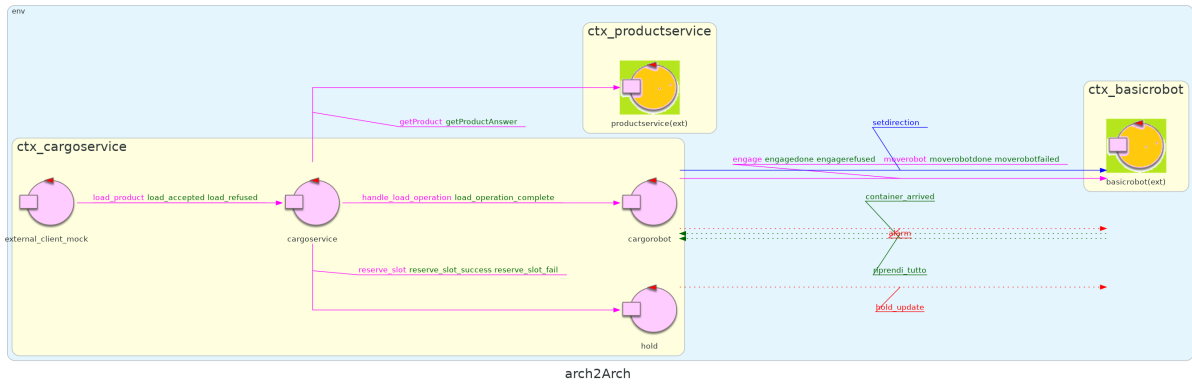 env
ctx_productservice
productservice(ext)
ctx_basicrobot
basicrobot(ext)
getProduct getProductAnswer
setdirection
engage engagedone engagerefused moverobot moverobotdone moverobotfailed
ctx_cargoservice
load_product load_accepted load_refused
handle_load_operation load_operation_complete
container_arrived
external_client_mock
cargoservice
cargorobot
alarm
reserve_slot reserve_slot_success reserve_slot_fail
riprendi_tutto
hold_update
hold
arch2Arch